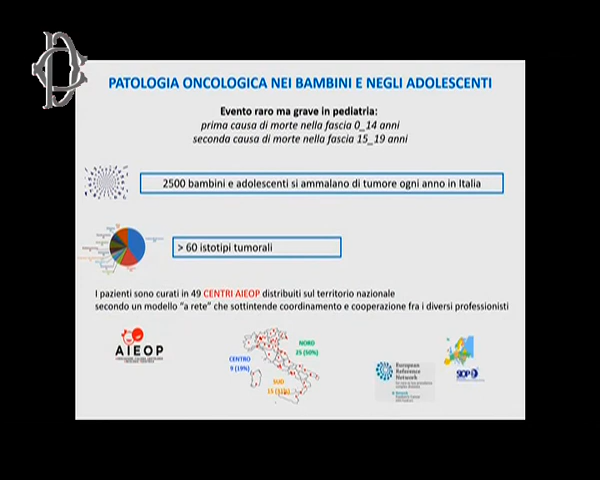 PATOLOGIA ONCOLOGICA NEI BAMBINI E NEGLI ADOLESCENTI
Evento raro ma grave in pediatria:
prima causa di morte nella fascia 0_14 anni
seconda causa di morte nella fascia 15_19 anni
2500 bambini e adolescenti si ammalano di tumore ogni anno in Italia
> 60 istotipi tumorali
I pazienti sono curati in 49 CENTRI AIEOP distribuiti sul territorio nazionale
secondo un modello "a rete" che sottintende coordinamento e cooperazione fra i diversi professionisti
AIEOP
NORD
25 (50%)
CENTRO
9 (19%)
SUD
15 (31%)
European
Reference
Network